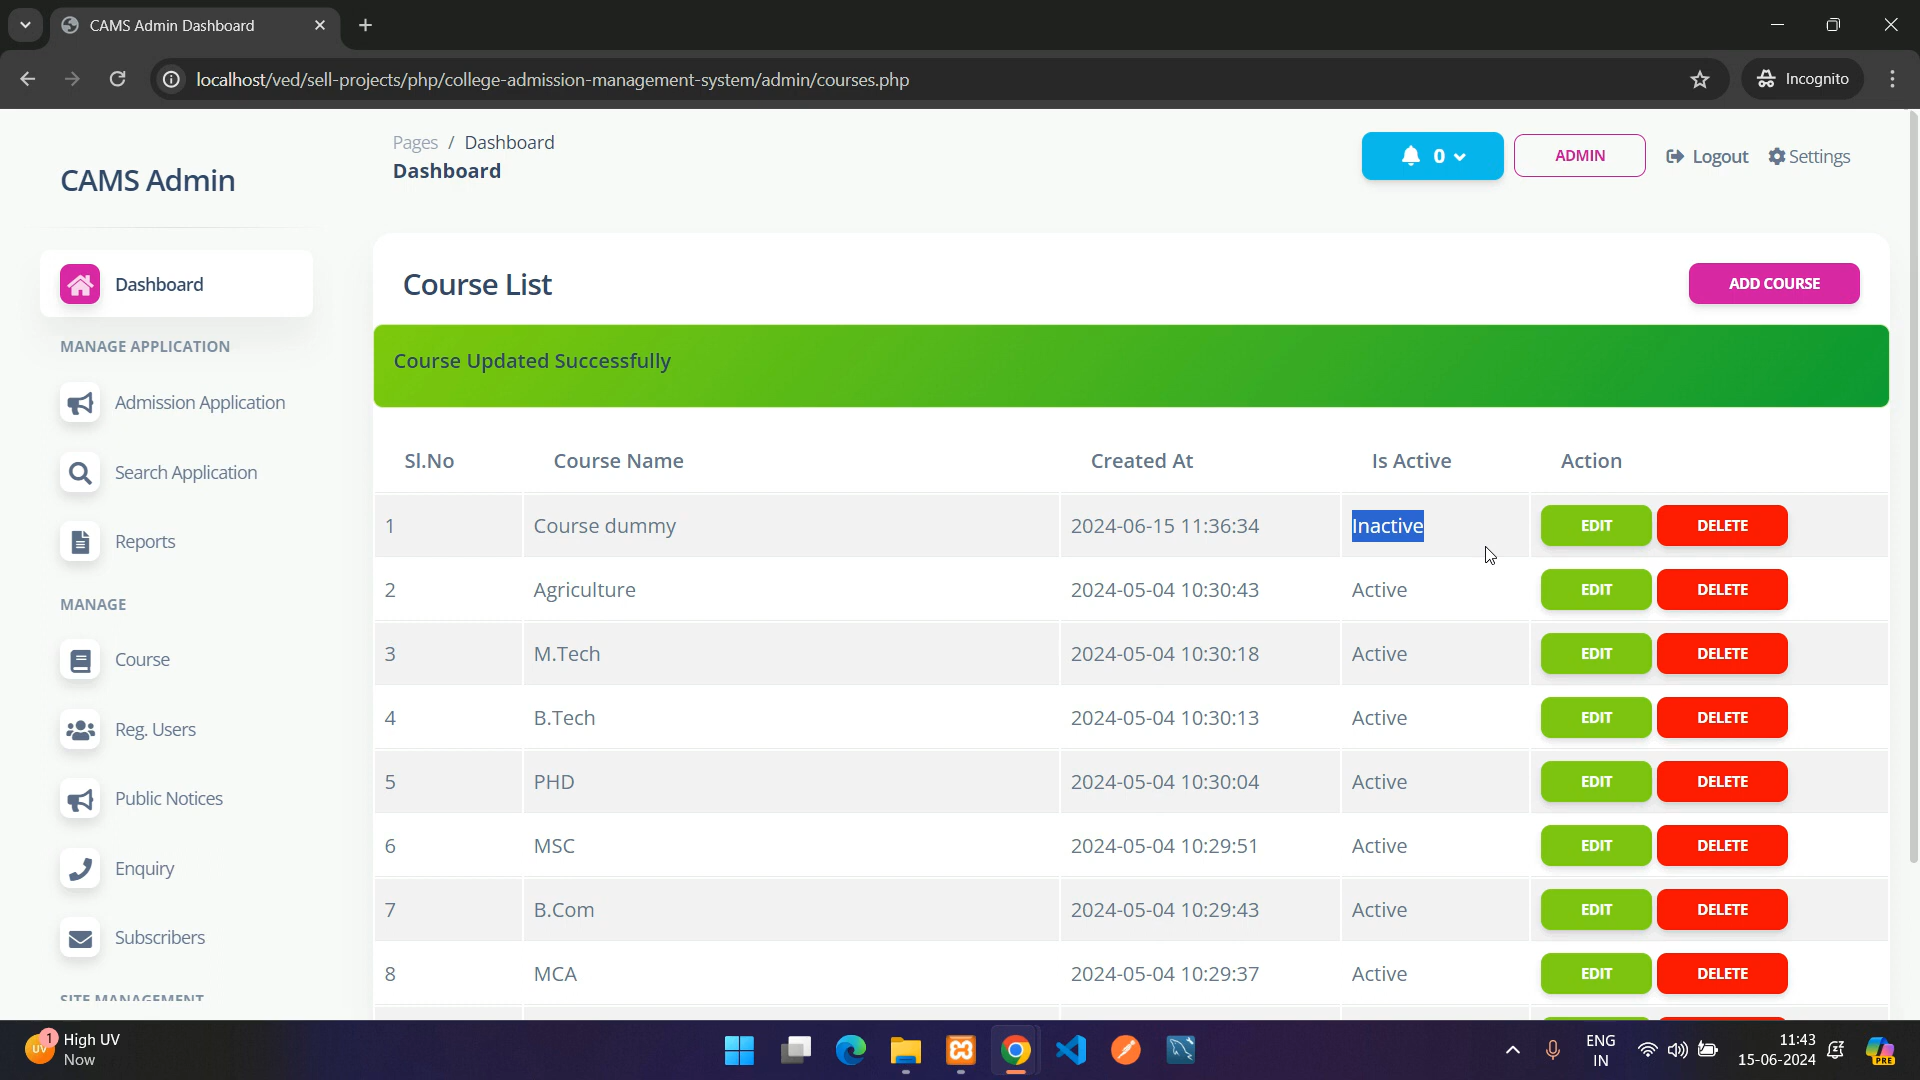 CAMS Admin Dashboard
localhost/ved/sell-projects/php/college-admission-management-system/admin/courses.php
Incognito
CAMS Admin
Pages / Dashboard
Dashboard
0
ADMIN
Logout
Settings
Dashboard
MANAGE APPLICATION
Admission Application
Search Application
Reports
MANAGE
Course
Reg. Users
Public Notices
Enquiry
Subscribers
SITE MANAGEMENT
Course List
ADD COURSE
Course Updated Successfully
Sl.No Course Name Created At Is Active Action
1 Course dummy 2024-06-15 11:36:34 Inactive EDIT DELETE
2 Agriculture 2024-05-04 10:30:43 Active EDIT DELETE
3 M.Tech 2024-05-04 10:30:18 Active EDIT DELETE
4 B.Tech 2024-05-04 10:30:13 Active EDIT DELETE
5 PHD 2024-05-04 10:30:04 Active EDIT DELETE
6 MSC 2024-05-04 10:29:51 Active EDIT DELETE
7 B.Com 2024-05-04 10:29:43 Active EDIT DELETE
8 MCA 2024-05-04 10:29:37 Active EDIT DELETE
UV 1 High UV
Now
ENG
IN
11:43
15-06-2024
PRE